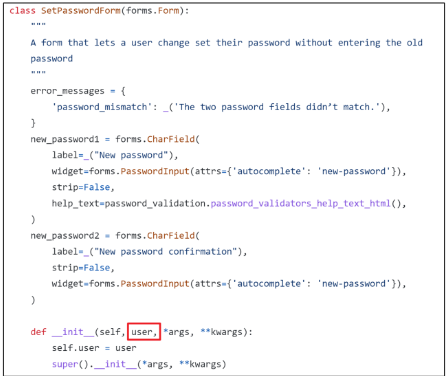 class SetPasswordForm(forms.Form):
"""
A form that lets a user change set their password without entering the old
password
"""
error_messages = {
'password_mismatch': _('The two password fields didn’t match.'),
}
new_password1 = forms.CharField(
label=_("New password"),
widget=forms.PasswordInput(attrs={'autocomplete': 'new-password'}),
strip=False,
help_text=password_validation.password_validators_help_text_html(),
)
new_password2 = forms.CharField(
label=_("New password confirmation"),
strip=False,
widget=forms.PasswordInput(attrs={'autocomplete': 'new-password'}),
)
def __init__(self, user, *args, **kwargs):
self.user = user
super().__init__(*args, **kwargs)